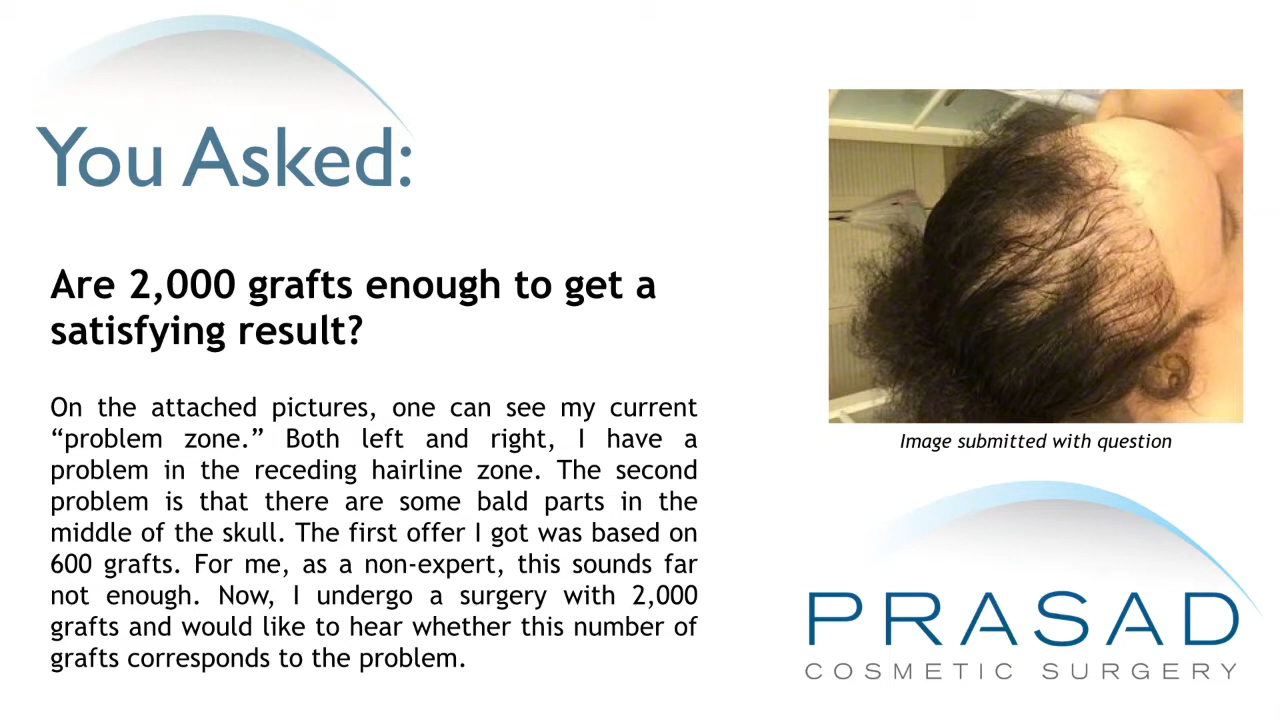 You Asked:
Are 2,000 grafts enough to get a
satisfying result?
On the attached pictures, one can see my current
“problem zone.” Both left and right, I have a
problem in the receding hairline zone. The second
problem is that there are some bald parts in the
middle of the skull. The first offer I got was based on
600 grafts. For me, as a non-expert, this sounds far
not enough. Now, I undergo a surgery with 2,000
grafts and would like to hear whether this number of
grafts corresponds to the problem.
Image submitted with question
PRASAD
COSMETIC SURGERY